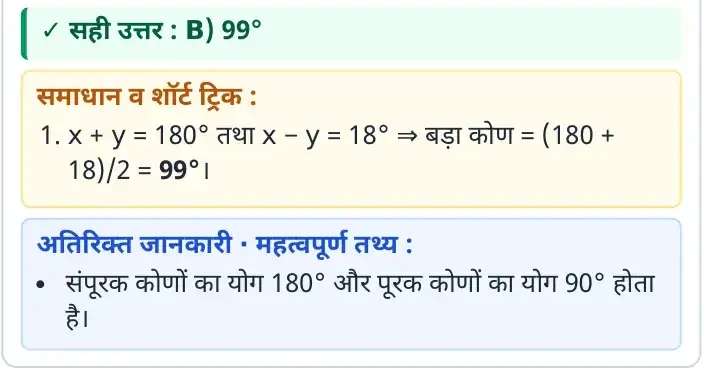 ✓ सही उत्तर : B) 99°
समाधान व शॉर्ट ट्रिक :
1. x + y = 180° तथा x − y = 18° ⇒ बड़ा कोण = (180 +
18)/2 = 99°।
अतिरिक्त जानकारी · महत्वपूर्ण तथ्य :
• संपूरक कोणों का योग 180° और पूरक कोणों का योग 90° होता
है।